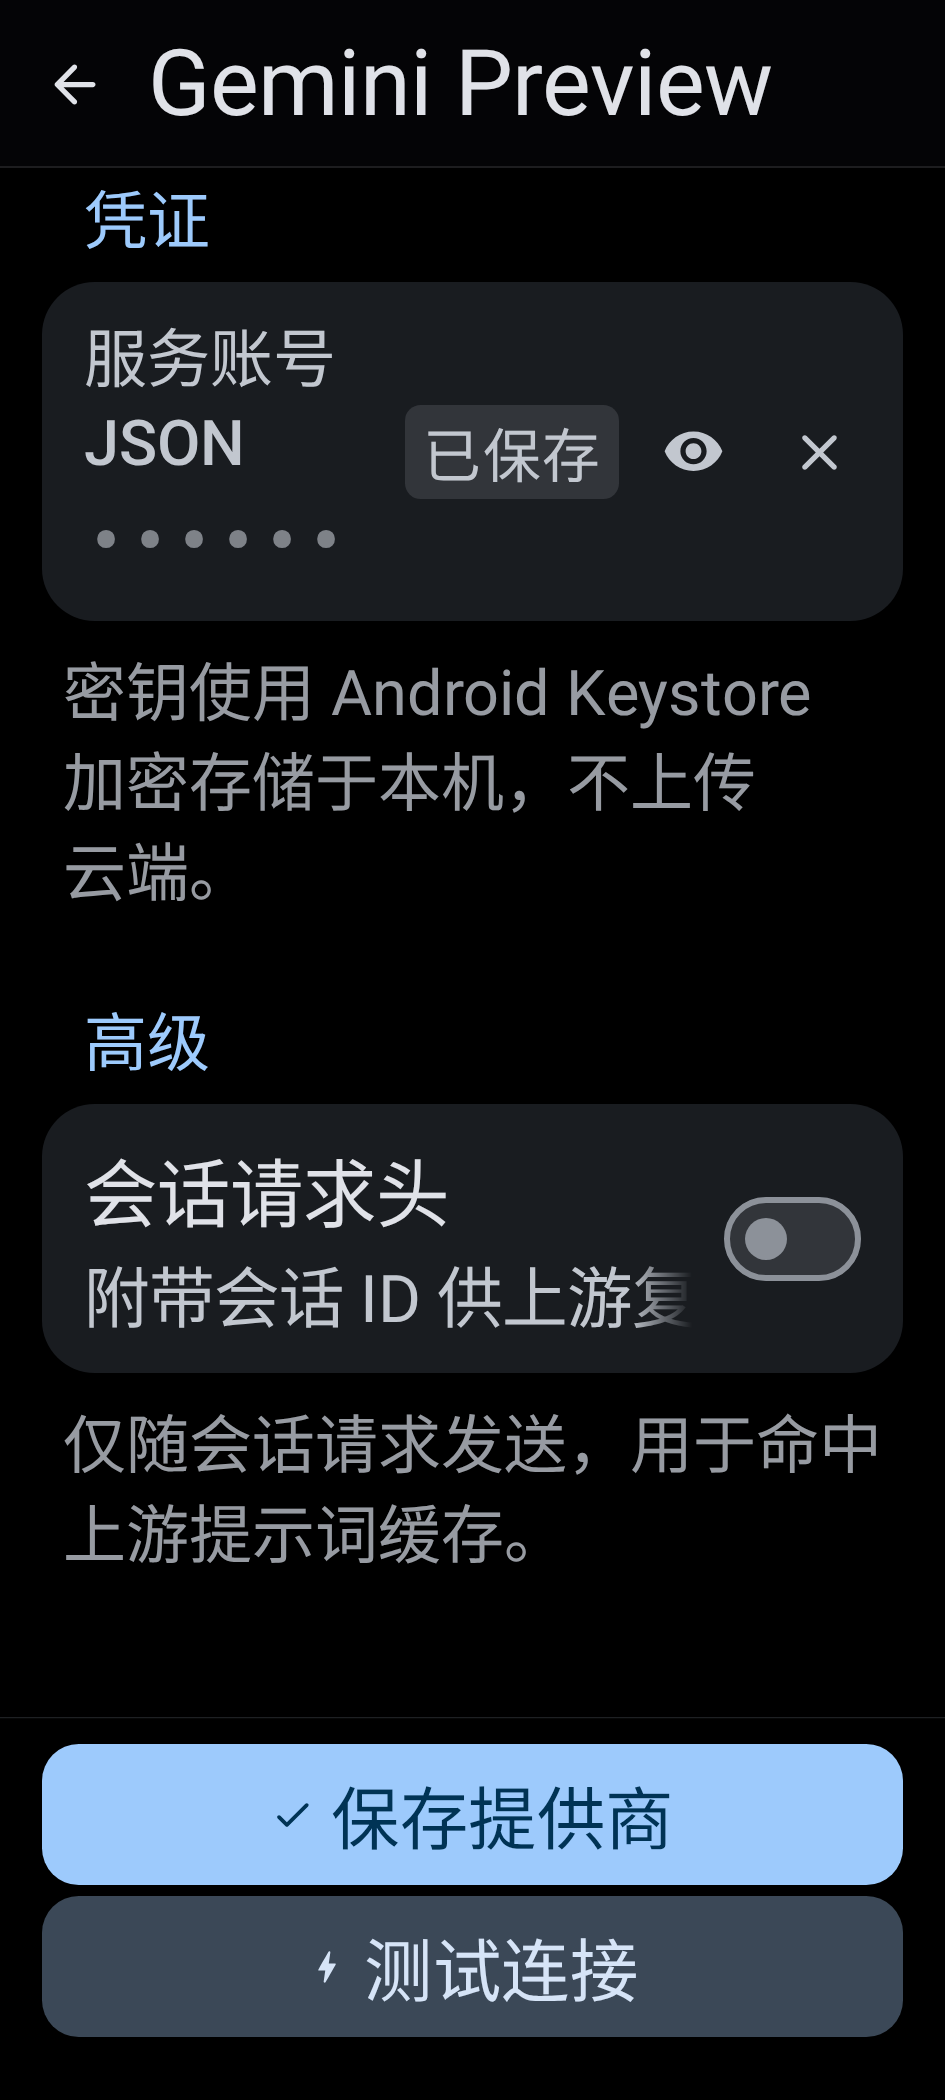 Gemini Preview
凭证
服务账号
JSON
已保存
••••••
密钥使用 Android Keystore
加密存储于本机，不上传
云端。
高级
会话请求头
附带会话 ID 供上游复
仅随会话请求发送，用于命中
上游提示词缓存。
保存提供商
测试连接